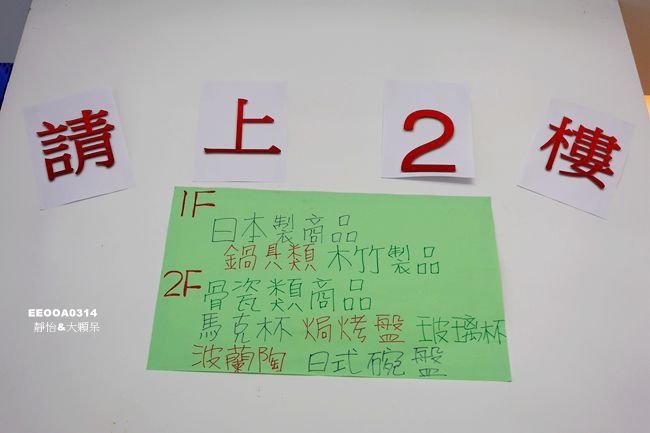 請上2樓
1F
日本製商品
鍋具類 木竹製品
2F 骨瓷類商品
馬克杯 焗烤盤 玻璃杯
波蘭陶 日式碗盤
EEOOA0314
靜怡&大顆呆